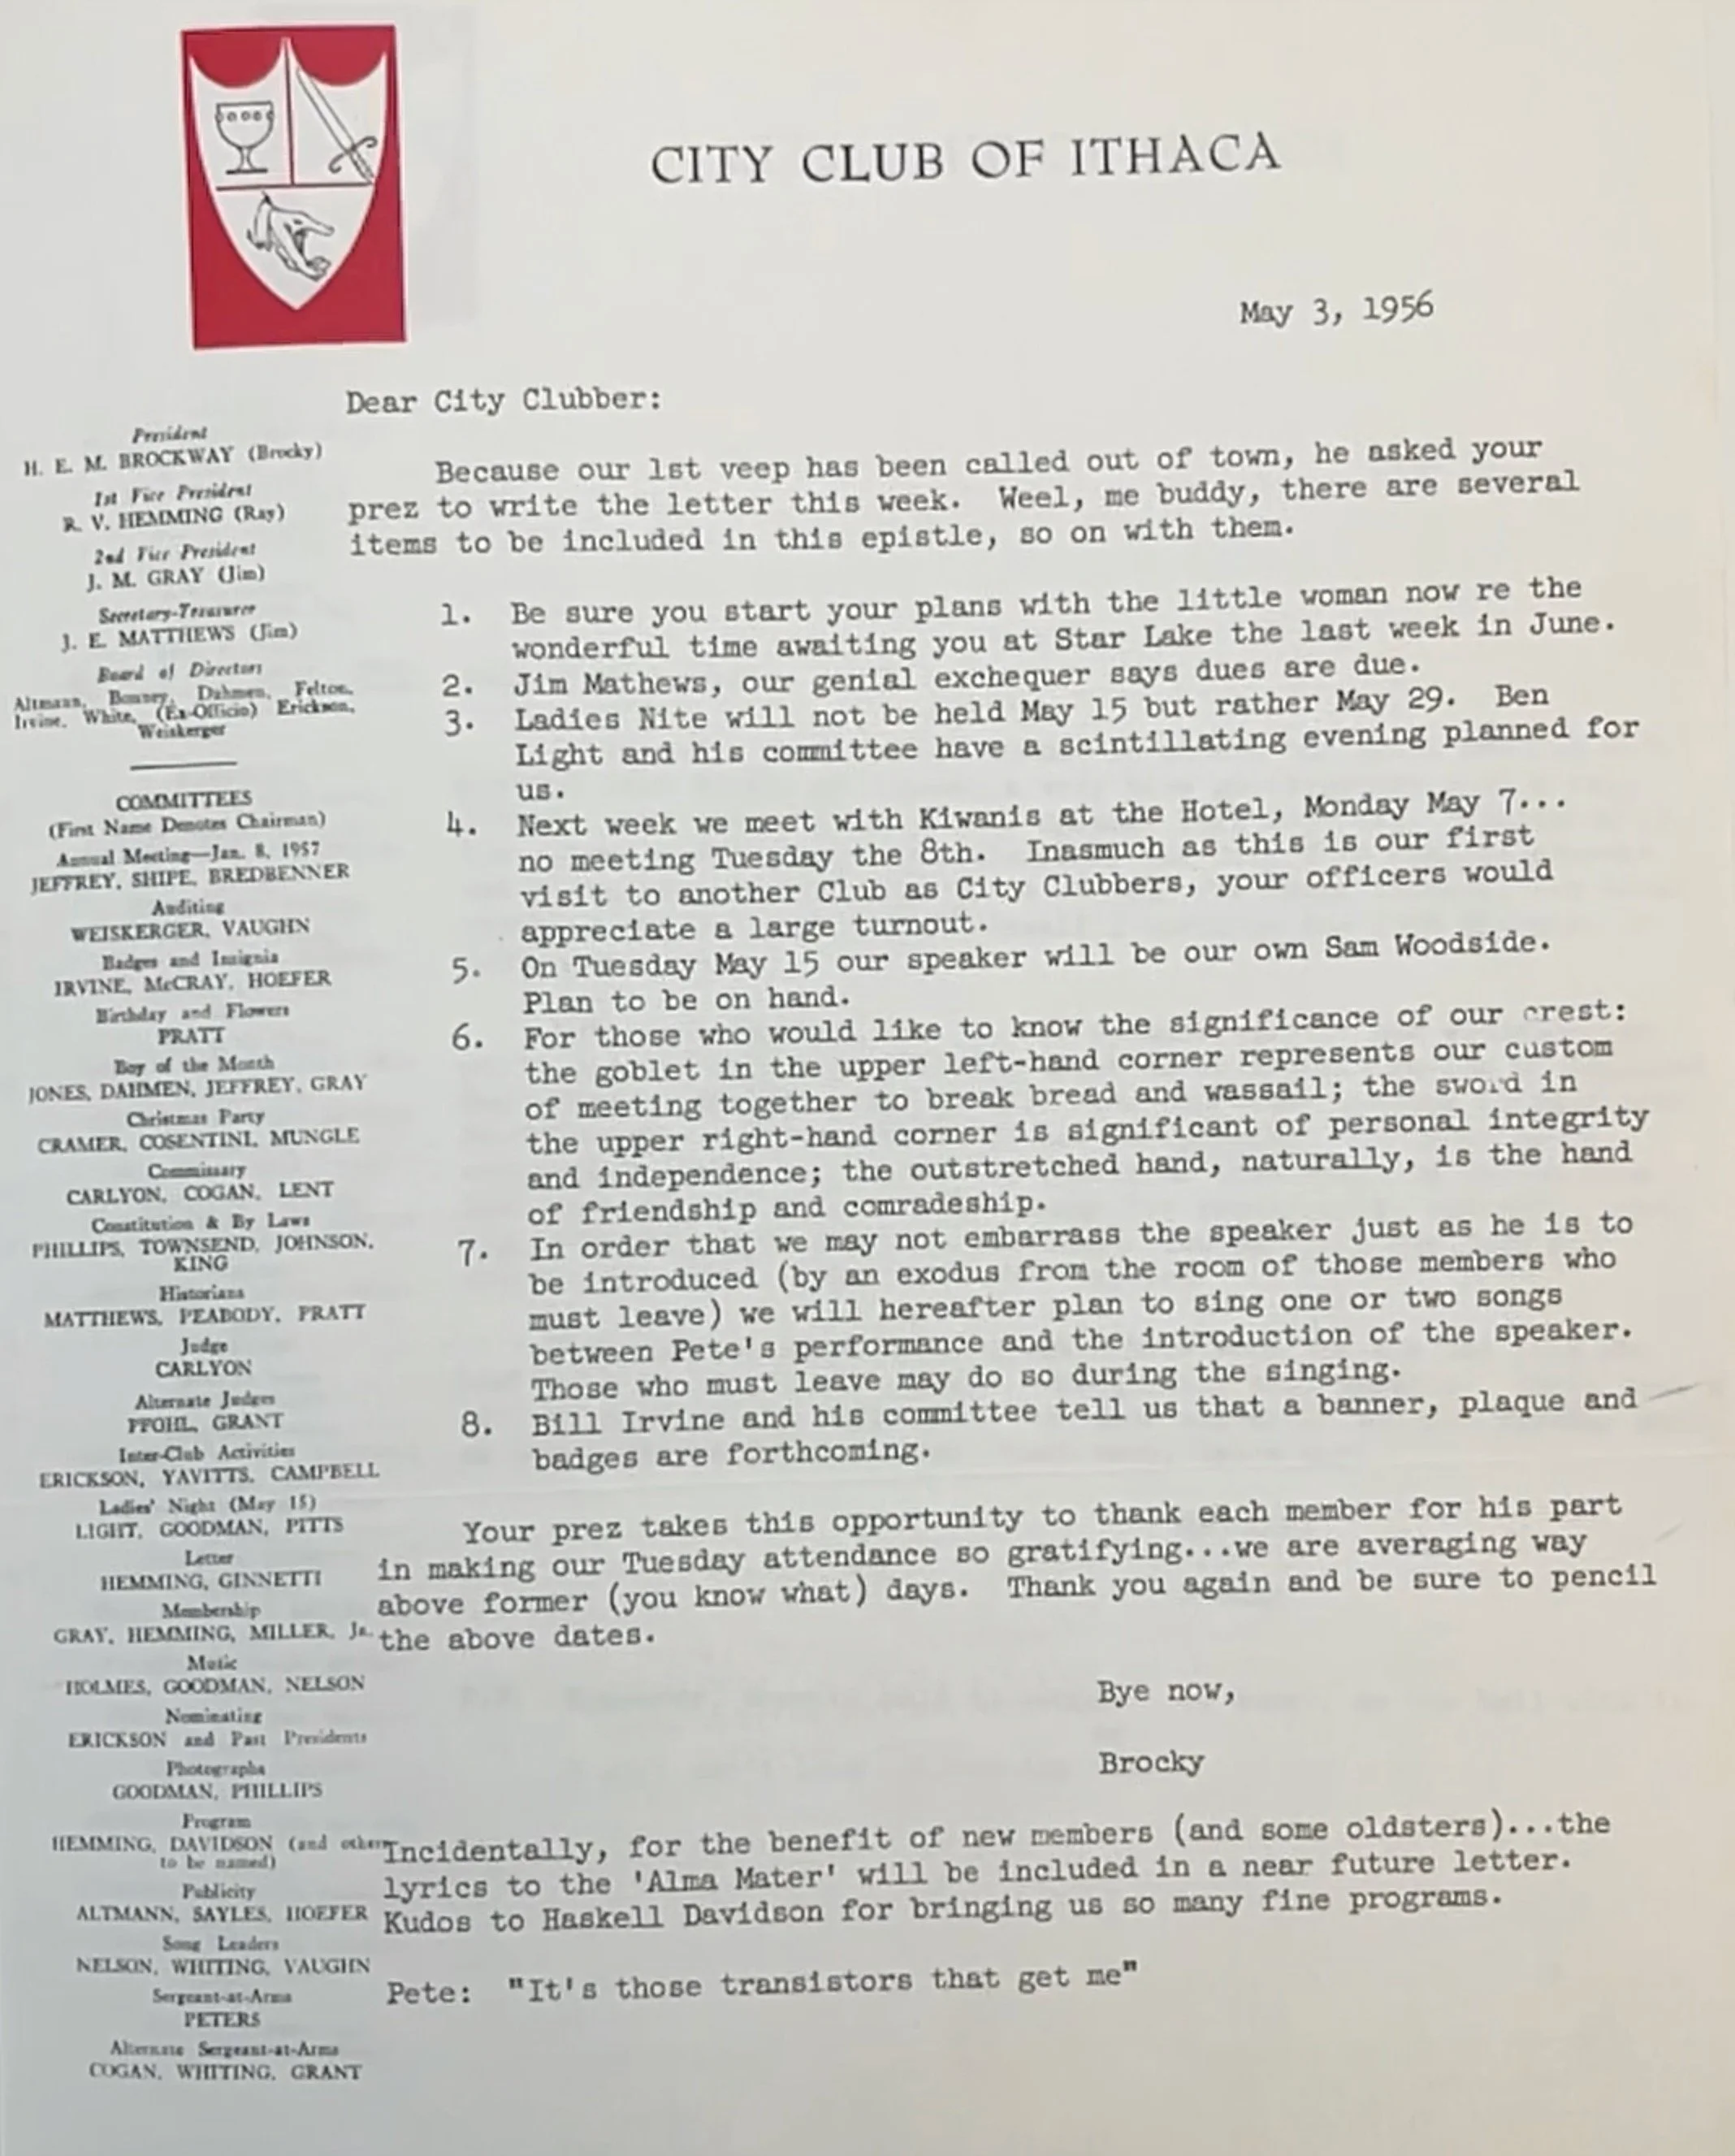 CITY CLUB OF ITHACA
May 3, 1956
Dear City Clubber:
President
H. E. M. BROCKWAY (Brocky)
1st Vice President
R. V. HEMMING (Ray)
2nd Vice President
J. M. GRAY (Jim)
Secretary-Treasurer
J. E. MATTHEWS (Jim)
Board of Directors
Altmann, Bonney, Dahmen, Felton,
Irvine, White, (Ex-Officio) Erickson,
Weiskerger
COMMITTEES
(First Name Denotes Chairman)
Annual Meeting—Jan. 8, 1957
JEFFREY, SHIPE, BREDBENNER
Auditing
WEISKERGER, VAUGHN
Badges and Insignia
IRVINE, McCRAY, HOEFER
Birthday and Flowers
PRATT
Boy of the Month
JONES, DAHMEN, JEFFREY, GRAY
Christmas Party
CRAMER, COSENTINI, MUNGLE
Commissary
CARLYON, COGAN, LENT
Constitution & By Laws
PHILLIPS, TOWNSEND, JOHNSON,
KING
Historians
MATTHEWS, PEABODY, PRATT
Judge
CARLYON
Alternate Judges
PFOHL, GRANT
Inter-Club Activities
ERICKSON, YAVITTS, CAMPBELL
Ladies' Night (May 15)
LIGHT, GOODMAN, PITTS
Letter
HEMMING, GINNETTI
Membership
GRAY, HEMMING, MILLER, Jr.
Music
HOLMES, GOODMAN, NELSON
Nominating
ERICKSON and Past Presidents
Photographs
GOODMAN, PHILLIPS
Program
HEMMING, DAVIDSON (and others
to be named)
Publicity
ALTMANN, SAYLES, HOEFER
Song Leaders
NELSON, WHITING, VAUGHN
Sergeant-at-Arms
PETERS
Alternate Sergeant-at-Arms
COGAN, WHITING, GRANT
Because our 1st veep has been called out of town, he asked your
prez to write the letter this week. Weel, me buddy, there are several
items to be included in this epistle, so on with them.
1. Be sure you start your plans with the little woman now re the
wonderful time awaiting you at Star Lake the last week in June.
2. Jim Mathews, our genial exchequer says dues are due.
3. Ladies Nite will not be held May 15 but rather May 29. Ben
Light and his committee have a scintillating evening planned for
us.
4. Next week we meet with Kiwanis at the Hotel, Monday May 7...
no meeting Tuesday the 8th. Inasmuch as this is our first
visit to another Club as City Clubbers, your officers would
appreciate a large turnout.
5. On Tuesday May 15 our speaker will be our own Sam Woodside.
Plan to be on hand.
6. For those who would like to know the significance of our crest:
the goblet in the upper left-hand corner represents our custom
of meeting together to break bread and wassail; the sword in
the upper right-hand corner is significant of personal integrity
and independence; the outstretched hand, naturally, is the hand
of friendship and comradeship.
7. In order that we may not embarrass the speaker just as he is to
be introduced (by an exodus from the room of those members who
must leave) we will hereafter plan to sing one or two songs
between Pete's performance and the introduction of the speaker.
Those who must leave may do so during the singing.
8. Bill Irvine and his committee tell us that a banner, plaque and
badges are forthcoming.
Your prez takes this opportunity to thank each member for his part
in making our Tuesday attendance so gratifying...we are averaging way
above former (you know what) days. Thank you again and be sure to pencil
the above dates.
Bye now,
Brocky
Incidentally, for the benefit of new members (and some oldsters)...the
lyrics to the 'Alma Mater' will be included in a near future letter.
Kudos to Haskell Davidson for bringing us so many fine programs.
Pete: "It's those transistors that get me"